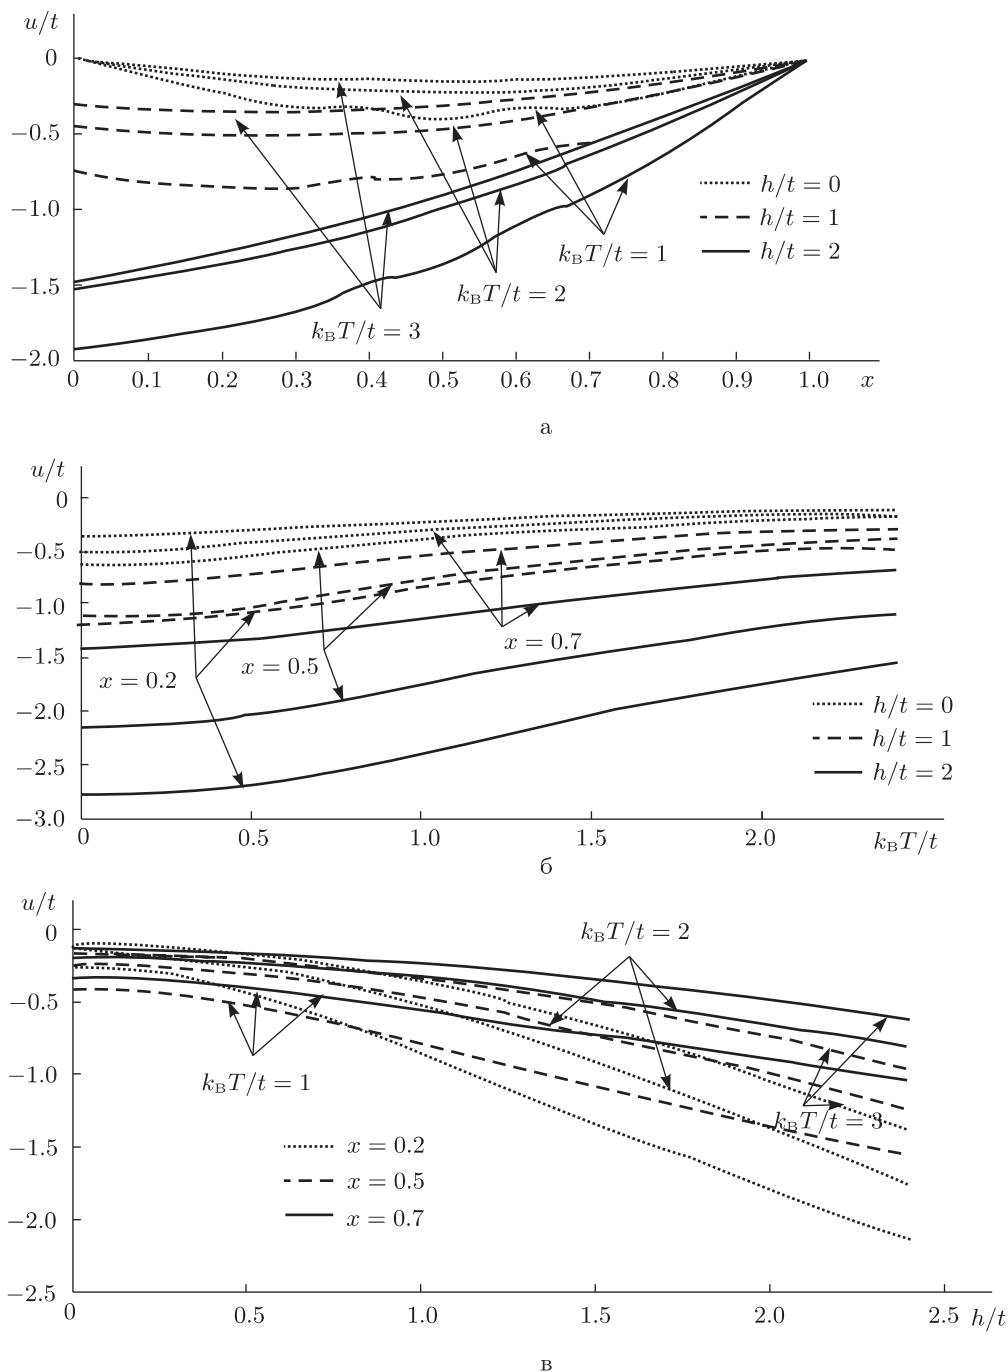 u/t
0
−0.5
−1.0
−1.5
−2.0
h/t = 0
h/t = 1
h/t = 2
k_B T/t = 1
k_B T/t = 2
k_B T/t = 3
0 0.1 0.2 0.3 0.4 0.5 0.6 0.7 0.8 0.9 1.0 x
а
u/t
0
−0.5
−1.0
−1.5
−2.0
−2.5
−3.0
x = 0.7
x = 0.5
x = 0.2
h/t = 0
h/t = 1
h/t = 2
0 0.5 1.0 1.5 2.0 k_B T/t
б
u/t
0
−0.5
−1.0
−1.5
−2.0
−2.5
k_B T/t = 2
k_B T/t = 1
k_B T/t = 3
x = 0.2
x = 0.5
x = 0.7
0 0.5 1.0 1.5 2.0 2.5 h/t
в